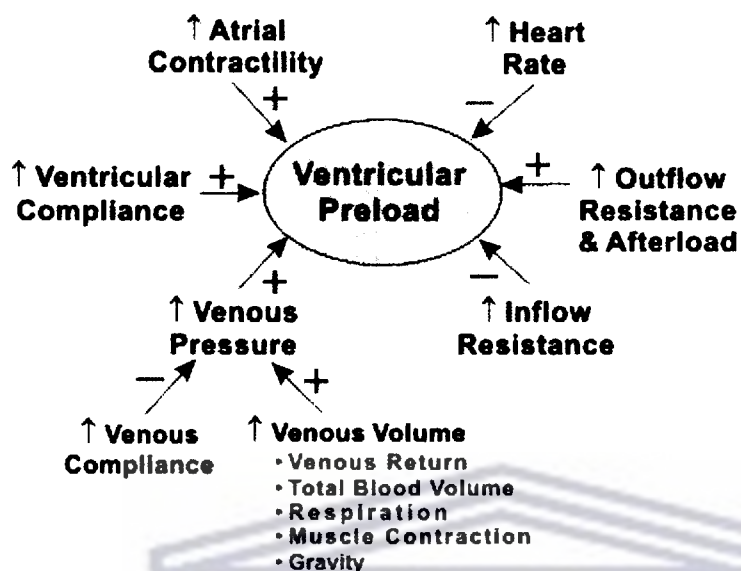 ↑ Atrial
Contractility
↑ Heart
Rate
+
−
↑ Ventricular
Compliance
+
Ventricular
Preload
+
↑ Outflow
Resistance
& Afterload
+
−
↑ Venous
Pressure
↑ Inflow
Resistance
−
+
↑ Venous
Compliance
↑ Venous Volume
• Venous Return
• Total Blood Volume
• Respiration
• Muscle Contraction
• Gravity